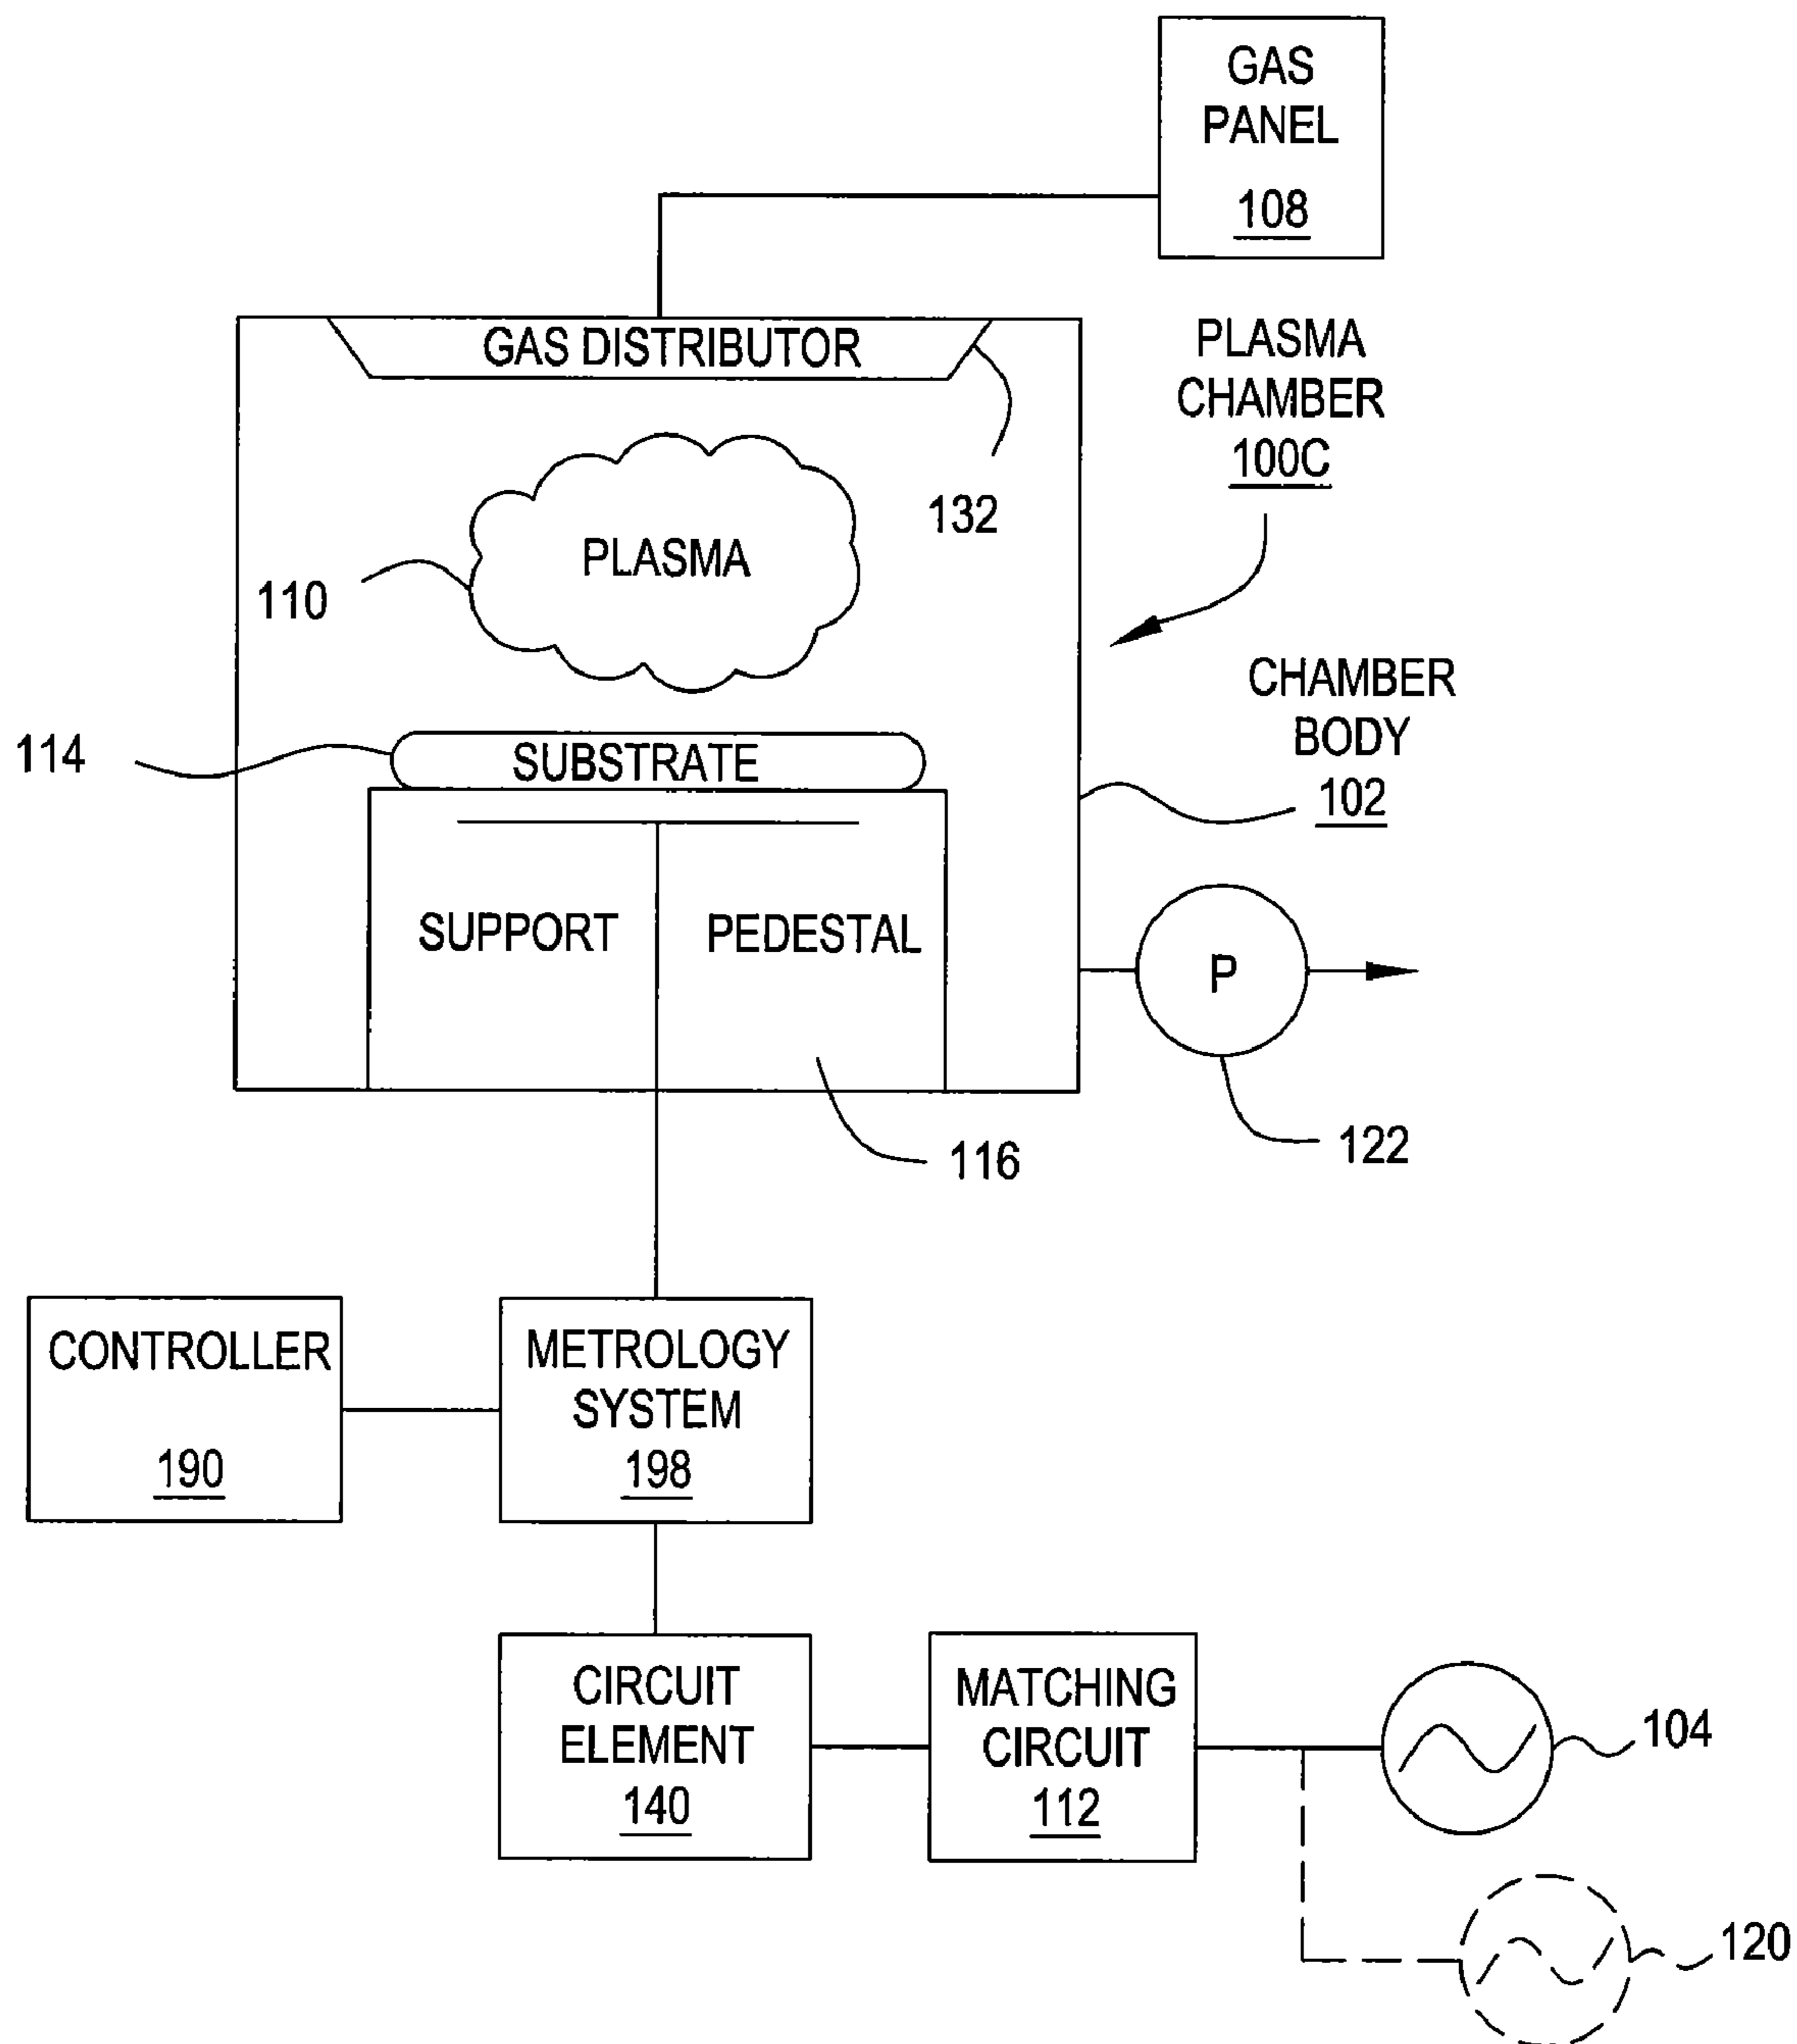 GAS
PANEL
108
GAS DISTRIBUTOR
PLASMA
CHAMBER
100C
132
PLASMA
110
CHAMBER
BODY
102
114
SUBSTRATE
SUPPORT PEDESTAL
P
122
116
CONTROLLER
190
METROLOGY
SYSTEM
198
CIRCUIT
ELEMENT
140
MATCHING
CIRCUIT
112
104
120